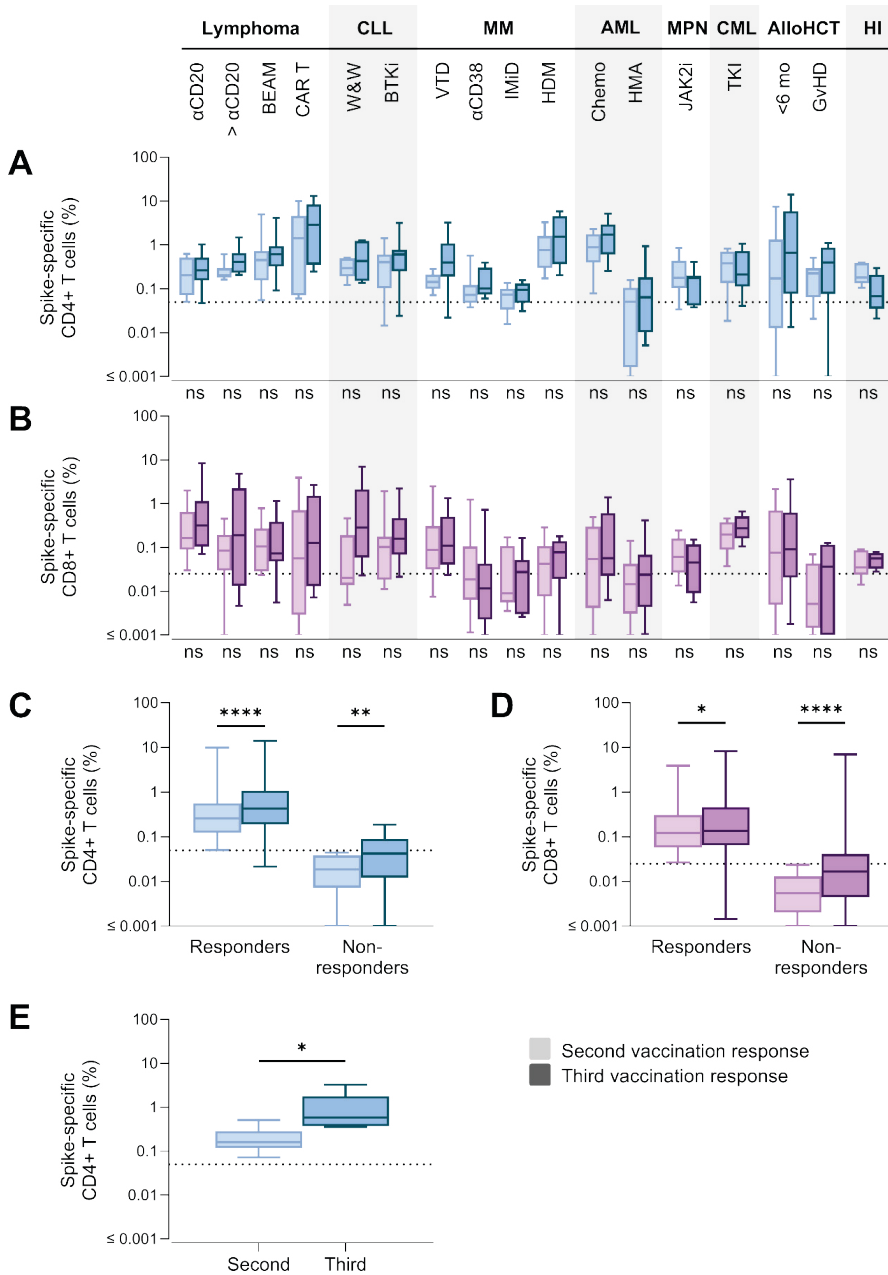 Lymphoma CLL MM AML MPN CML AlloHCT HI
αCD20 > αCD20 BEAM CAR T W&W BTKi VTD αCD38 IMiD HDM Chemo HMA JAK2i TKI <6 mo GvHD
A
Spike-specific
CD4+ T cells (%)
100
10
1
0.1
0.01
≤ 0.001
ns ns ns ns ns ns ns ns ns ns ns ns ns ns ns ns ns
B
Spike-specific
CD8+ T cells (%)
100
10
1
0.1
0.01
≤ 0.001
ns ns ns ns ns ns ns ns ns ns ns ns ns ns ns ns ns
C
Spike-specific
CD4+ T cells (%)
100
10
1
0.1
0.01
≤ 0.001
**** **
Responders Non-
responders
D
Spike-specific
CD8+ T cells (%)
100
10
1
0.1
0.01
≤ 0.001
* ****
Responders Non-
responders
E
Spike-specific
CD4+ T cells (%)
100
10
1
0.1
0.01
≤ 0.001
*
Second Third
Second vaccination response
Third vaccination response